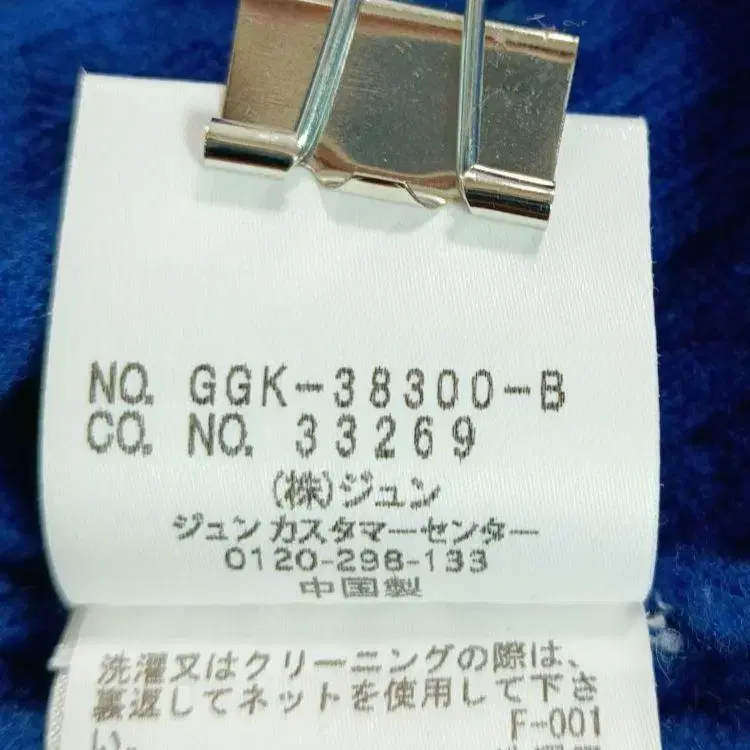 NO. GGK-38300-B
CO. NO. 33269
(株)ジュン
ジュンカスタマーセンター
0120-298-133
中国製
洗濯又はクリーニングの際は、
裏返してネットを使用して下さ
い。
F-001